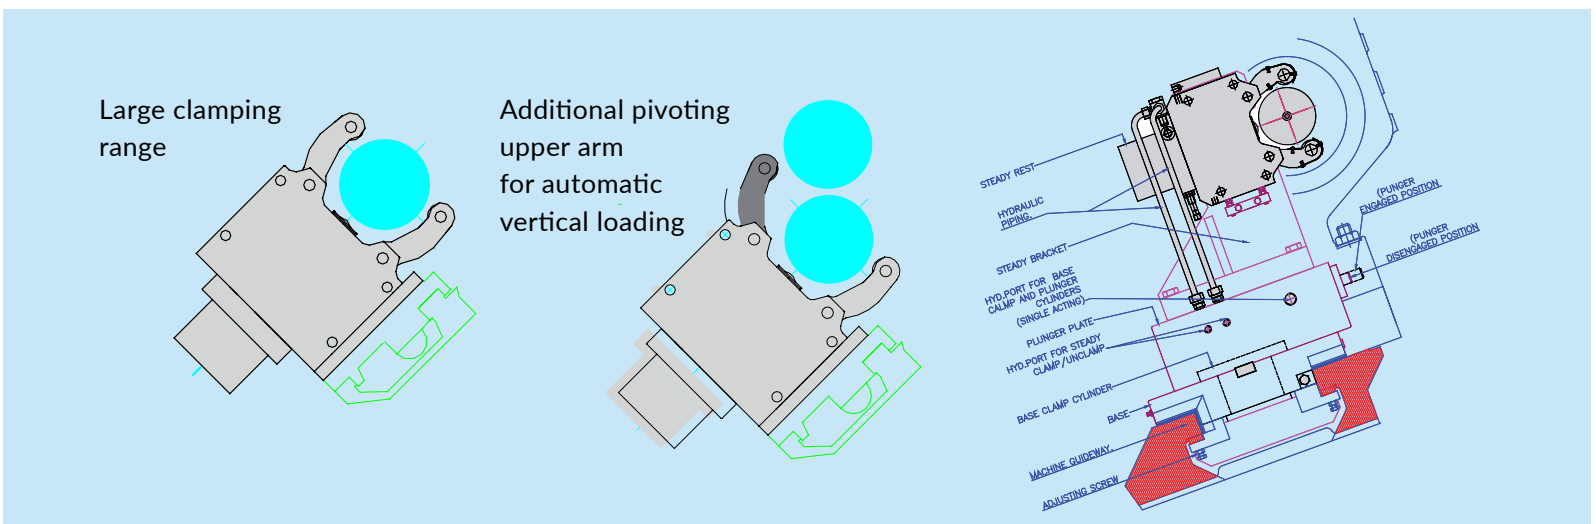 Large clamping
range
Additional pivoting
upper arm
for automatic
vertical loading
STEADY REST
HYDRAULIC
PIPING.
STEADY BRACKET
HYD.PORT FOR BASE
CALMP AND PLUNGER
CYLINDERS
(SINGLE ACTING)
PLUNGER PLATE
HYD.PORT FOR STEADY
CLAMP/UNCLAMP
BASE CLAMP CYLINDER
BASE
MACHINE GUIDEWAY.
ADJUSTING SCREW
(PUNGER
ENGAGED POSITION
(PUNGER
DISENGAGED POSITION